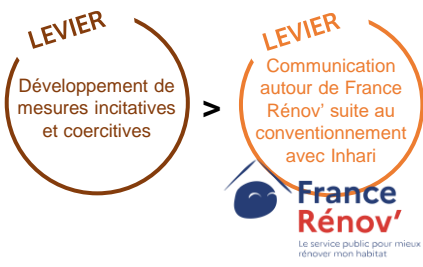 LEVIER
Développement de
mesures incitatives
et coercitives
>
LEVIER
Communication
autour de France
Rénov’ suite au
conventionnement
avec Inhari
France
Rénov’
Le service public pour mieux
rénover mon habitat